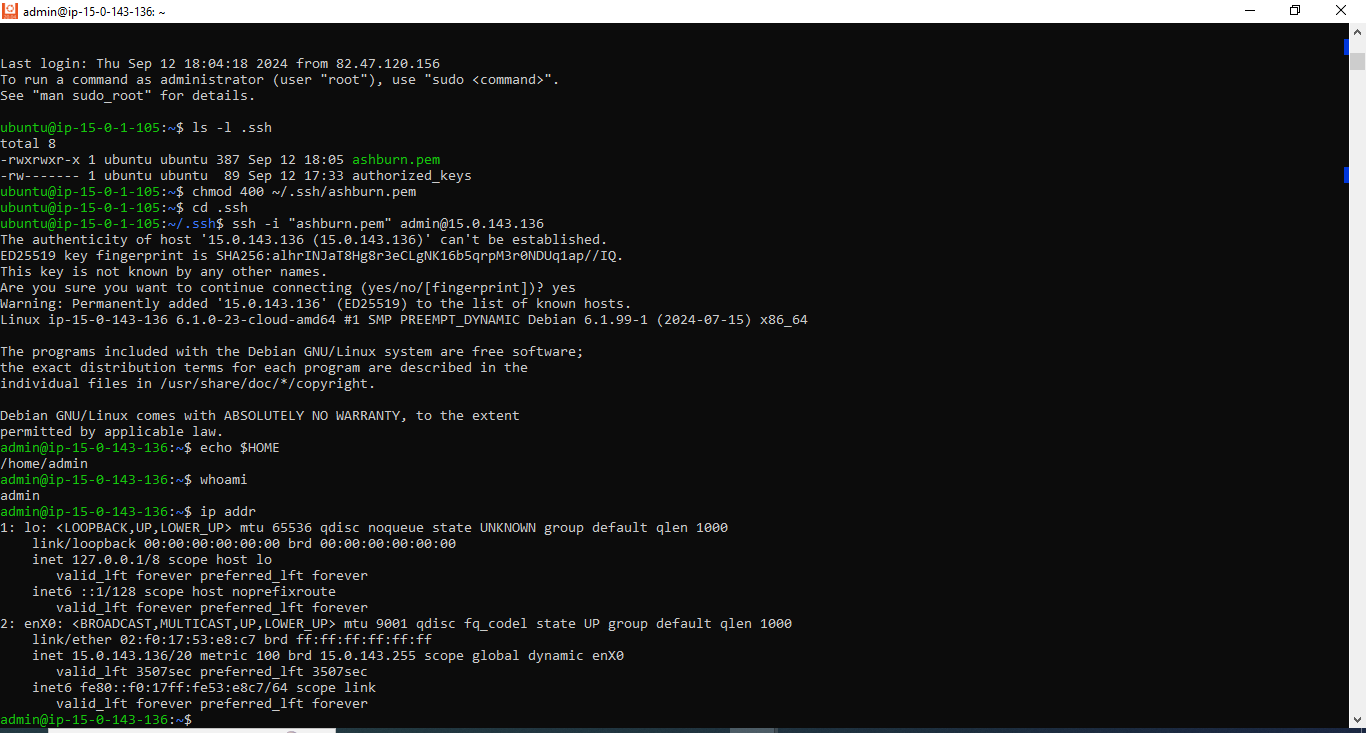 admin@ip-15-0-143-136: ~
Last login: Thu Sep 12 18:04:18 2024 from 82.47.120.156
To run a command as administrator (user "root"), use "sudo <command>".
See "man sudo_root" for details.
ubuntu@ip-15-0-1-105:~$ ls -l .ssh
total 8
-rwxrwxr-x 1 ubuntu ubuntu 387 Sep 12 18:05 ashburn.pem
-rw------- 1 ubuntu ubuntu  89 Sep 12 17:33 authorized_keys
ubuntu@ip-15-0-1-105:~$ chmod 400 ~/.ssh/ashburn.pem
ubuntu@ip-15-0-1-105:~$ cd .ssh
ubuntu@ip-15-0-1-105:~/.ssh$ ssh -i "ashburn.pem" admin@15.0.143.136
The authenticity of host '15.0.143.136 (15.0.143.136)' can't be established.
ED25519 key fingerprint is SHA256:alhrINJaT8Hg8r3eCLgNK16b5qrpM3r0NDUq1ap//IQ.
This key is not known by any other names.
Are you sure you want to continue connecting (yes/no/[fingerprint])? yes
Warning: Permanently added '15.0.143.136' (ED25519) to the list of known hosts.
Linux ip-15-0-143-136 6.1.0-23-cloud-amd64 #1 SMP PREEMPT_DYNAMIC Debian 6.1.99-1 (2024-07-15) x86_64
The programs included with the Debian GNU/Linux system are free software;
the exact distribution terms for each program are described in the
individual files in /usr/share/doc/*/copyright.
Debian GNU/Linux comes with ABSOLUTELY NO WARRANTY, to the extent
permitted by applicable law.
admin@ip-15-0-143-136:~$ echo $HOME
/home/admin
admin@ip-15-0-143-136:~$ whoami
admin
admin@ip-15-0-143-136:~$ ip addr
1: lo: <LOOPBACK,UP,LOWER_UP> mtu 65536 qdisc noqueue state UNKNOWN group default qlen 1000
    link/loopback 00:00:00:00:00:00 brd 00:00:00:00:00:00
    inet 127.0.0.1/8 scope host lo
       valid_lft forever preferred_lft forever
    inet6 ::1/128 scope host noprefixroute
       valid_lft forever preferred_lft forever
2: enX0: <BROADCAST,MULTICAST,UP,LOWER_UP> mtu 9001 qdisc fq_codel state UP group default qlen 1000
    link/ether 02:f0:17:53:e8:c7 brd ff:ff:ff:ff:ff:ff
    inet 15.0.143.136/20 metric 100 brd 15.0.143.255 scope global dynamic enX0
       valid_lft 3507sec preferred_lft 3507sec
    inet6 fe80::f0:17ff:fe53:e8c7/64 scope link
       valid_lft forever preferred_lft forever
admin@ip-15-0-143-136:~$